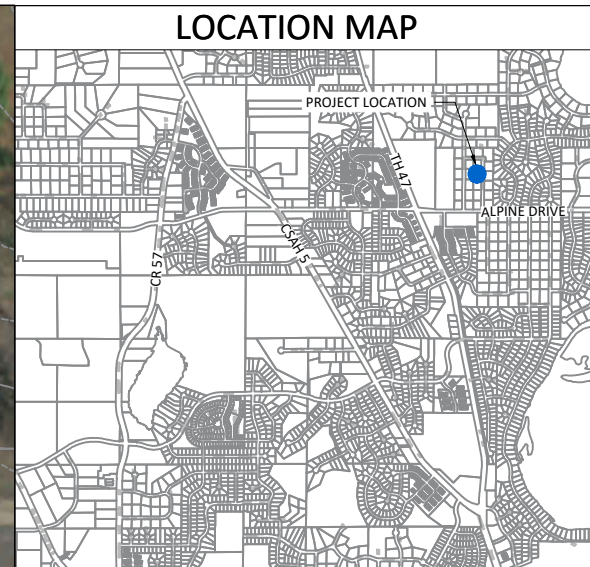 LOCATION MAP
PROJECT LOCATION
TH 47
ALPINE DRIVE
CSAH 5
CR 57